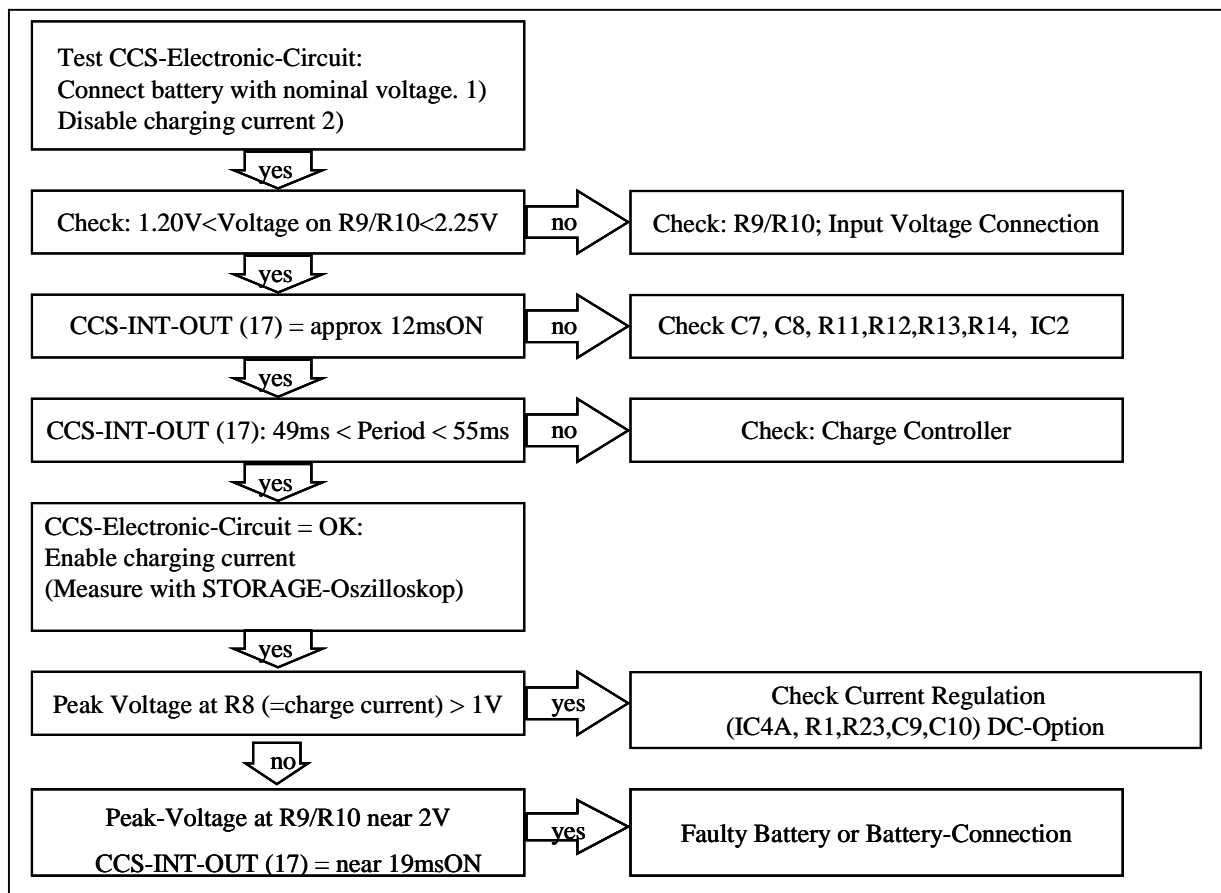 Test CCS-Electronic-Circuit:
Connect battery with nominal voltage. 1)
Disable charging current 2)
yes
Check: 1.20V<Voltage on R9/R10<2.25V
no
Check: R9/R10; Input Voltage Connection
yes
CCS-INT-OUT (17) = approx 12msON
no
Check C7, C8, R11,R12,R13,R14, IC2
yes
CCS-INT-OUT (17): 49ms < Period < 55ms
no
Check: Charge Controller
yes
CCS-Electronic-Circuit = OK:
Enable charging current
(Measure with STORAGE-Oszilloskop)
yes
Peak Voltage at R8 (=charge current) > 1V
yes
Check Current Regulation
(IC4A, R1,R23,C9,C10) DC-Option
no
Peak-Voltage at R9/R10 near 2V
CCS-INT-OUT (17) = near 19msON
yes
Faulty Battery or Battery-Connection